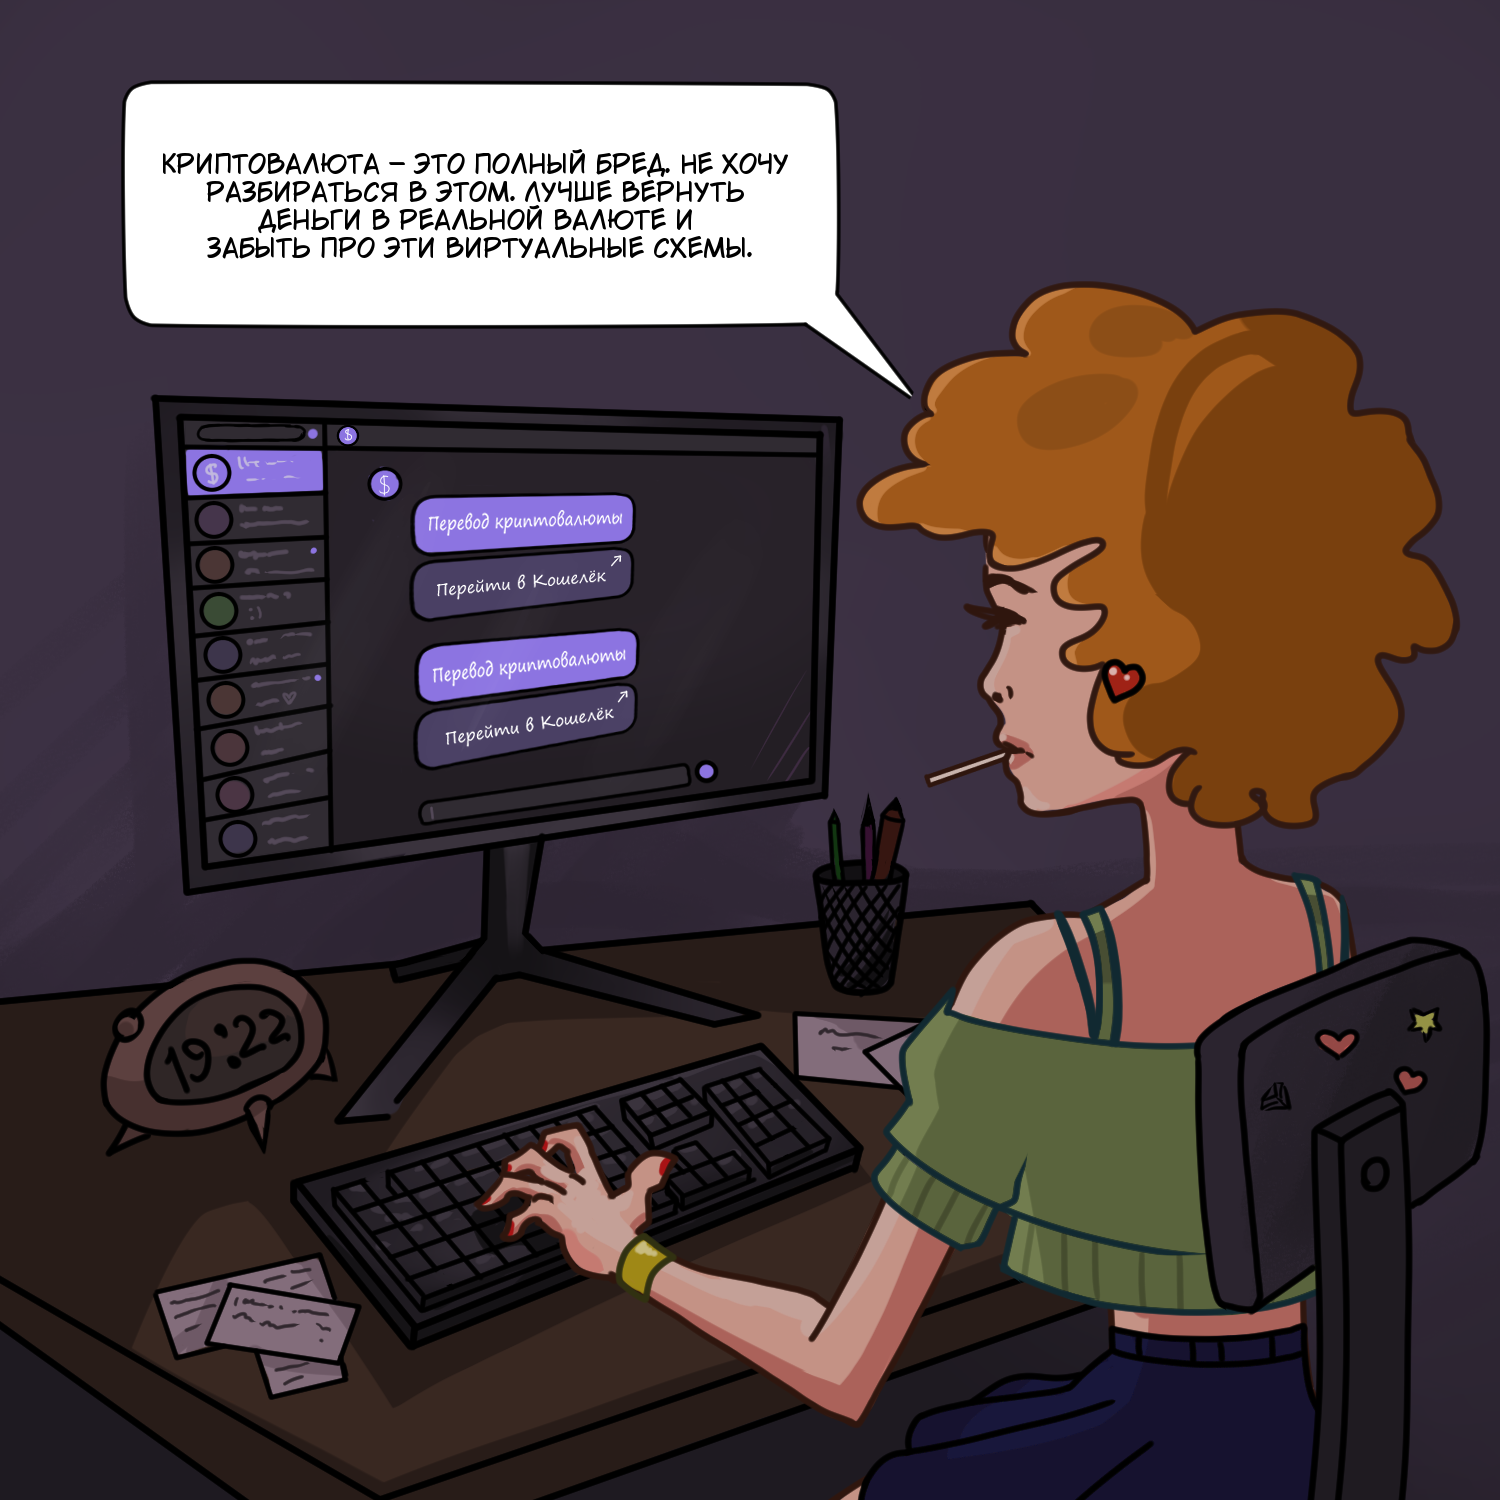 КРИПТОВАЛЮТА – ЭТО ПОЛНЫЙ БРЕД. НЕ ХОЧУ
РАЗБИРАТЬСЯ В ЭТОМ. ЛУЧШЕ ВЕРНУТЬ
ДЕНЬГИ В РЕАЛЬНОЙ ВАЛЮТЕ И
ЗАБЫТЬ ПРО ЭТИ ВИРТУАЛЬНЫЕ СХЕМЫ.
$
$
$
Перевод криптовалюты
Перейти в Кошелёк
:)
Перевод криптовалюты
Перейти в Кошелёк
19:22